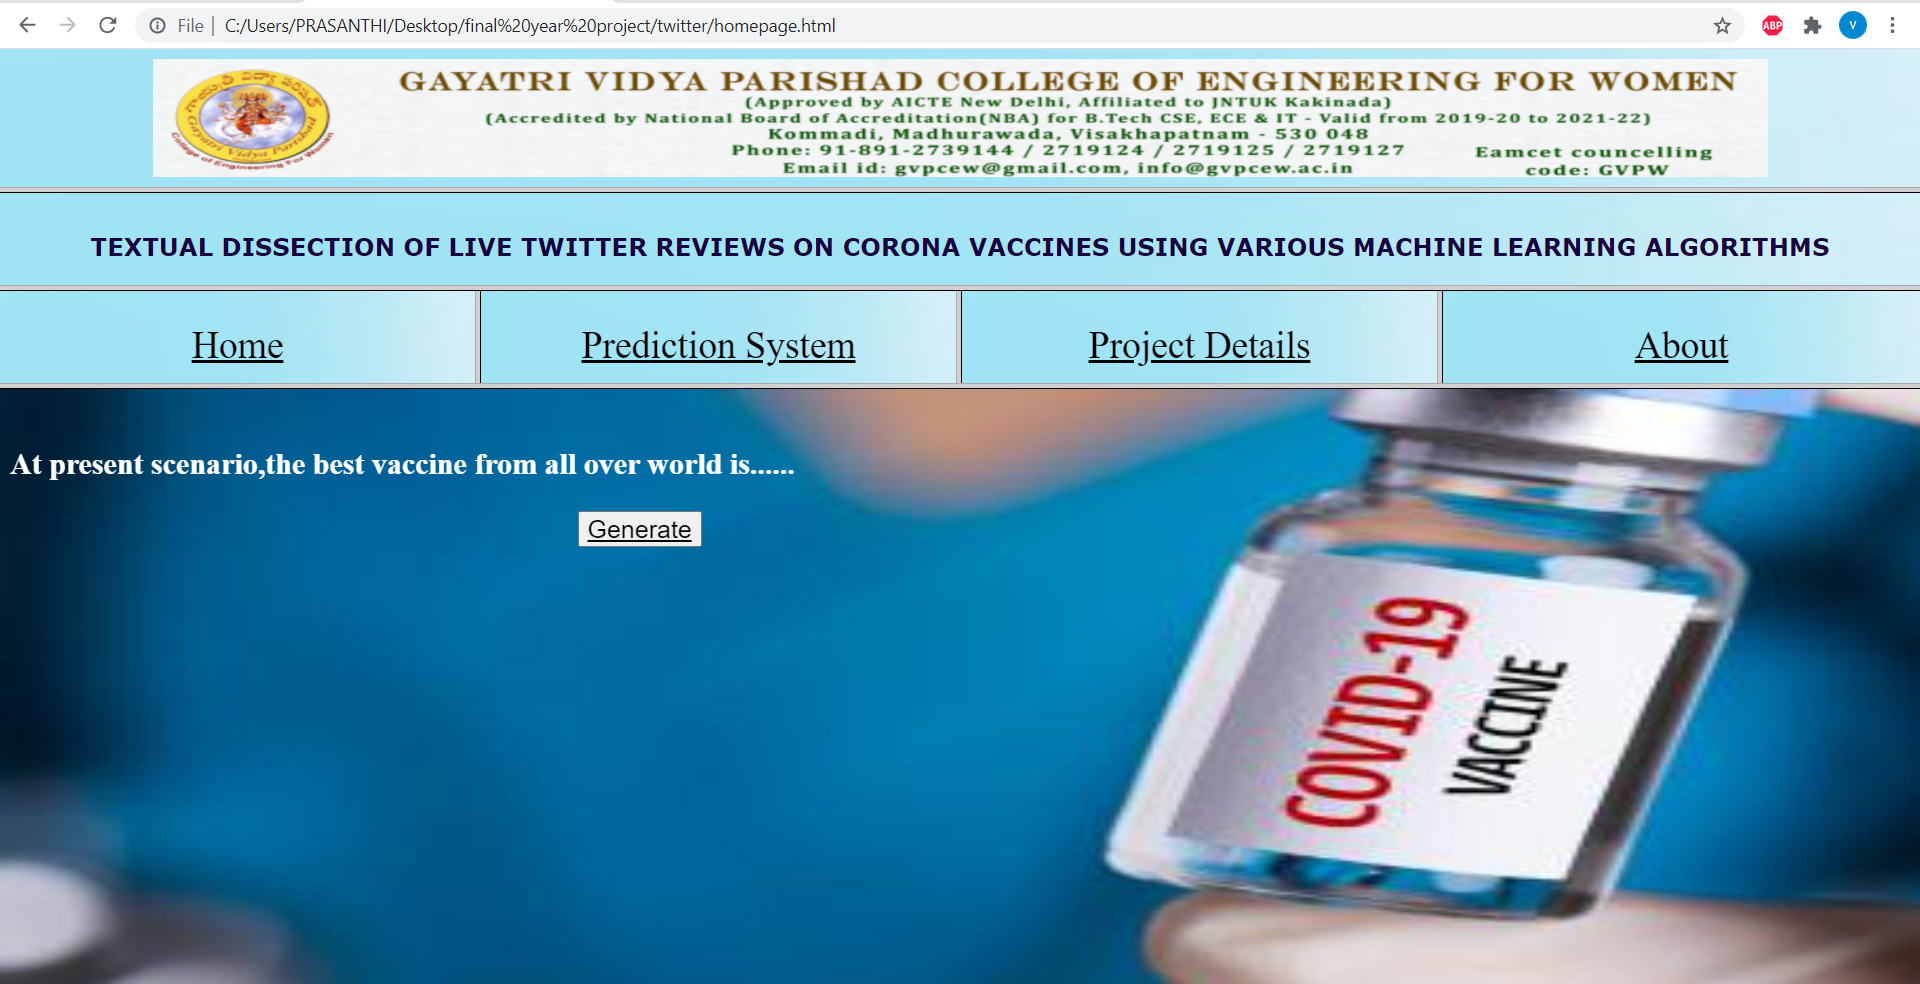 File | C:/Users/PRASANTHI/Desktop/final%20year%20project/twitter/homepage.html
ABP
V
GAYATRI VIDYA PARISHAD COLLEGE OF ENGINEERING FOR WOMEN
(Approved by AICTE New Delhi, Affiliated to JNTUK Kakinada)
(Accredited by National Board of Accreditation(NBA) for B.Tech CSE, ECE & IT - Valid from 2019-20 to 2021-22)
Kommadi, Madhurawada, Visakhapatnam - 530 048
Phone: 91-891-2739144 / 2719124 / 2719125 / 2719127
Email id: gvpcew@gmail.com, info@gvpcew.ac.in
Eamcet councelling
code: GVPW
గాయత్రీ విద్యా పరిషత్
Gayatri Vidya Parishad
College of Engineering For Women
TEXTUAL DISSECTION OF LIVE TWITTER REVIEWS ON CORONA VACCINES USING VARIOUS MACHINE LEARNING ALGORITHMS
Home
Prediction System
Project Details
About
At present scenario,the best vaccine from all over world is......
Generate
COVID-19
VACCINE